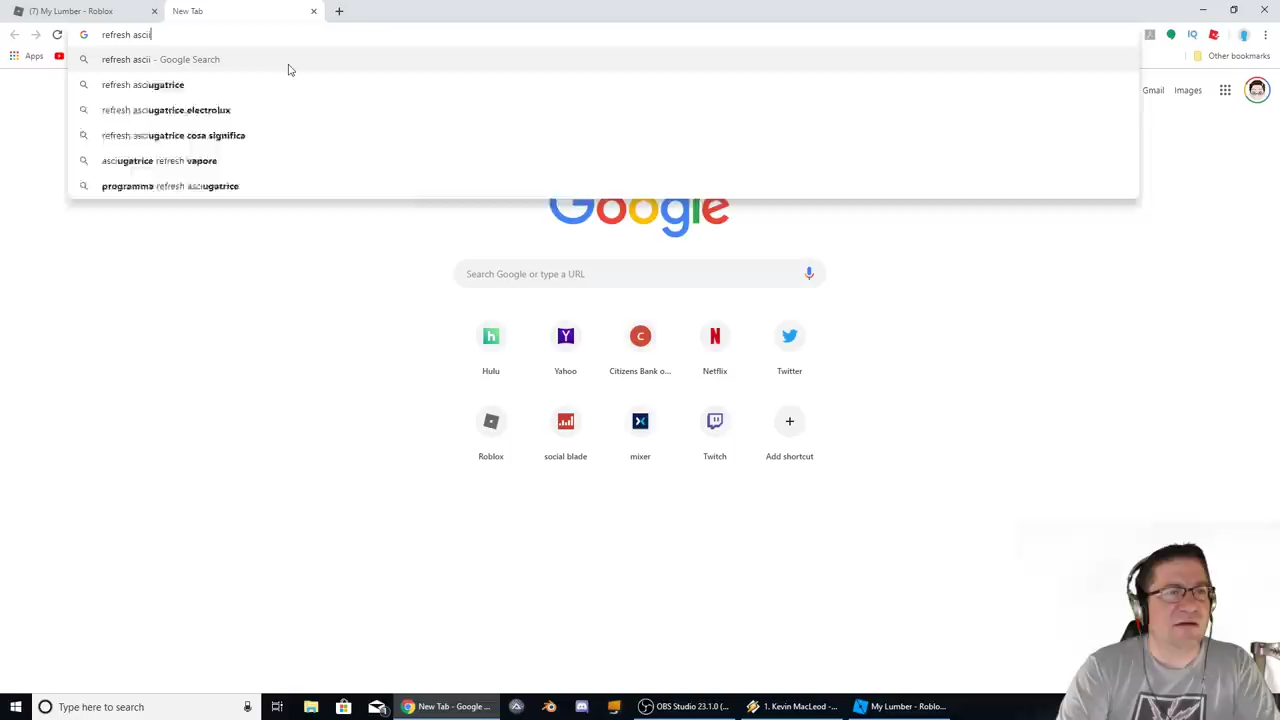 (7) My Lumber - Roblox
New Tab
refresh ascii
Apps
Other bookmarks
refresh ascii - Google Search
refresh asciugatrice
refresh asciugatrice electrolux
refresh asciugatrice cosa significa
asciugatrice refresh vapore
programma refresh asciugatrice
Gmail
Images
Google
Search Google or type a URL
Hulu
Yahoo
Citizens Bank o...
Netflix
Twitter
Roblox
social blade
mixer
Twitch
Add shortcut
Type here to search
New Tab - Google ...
OBS Studio 23.1.0 (...
1. Kevin MacLeod -...
My Lumber - Roblo...